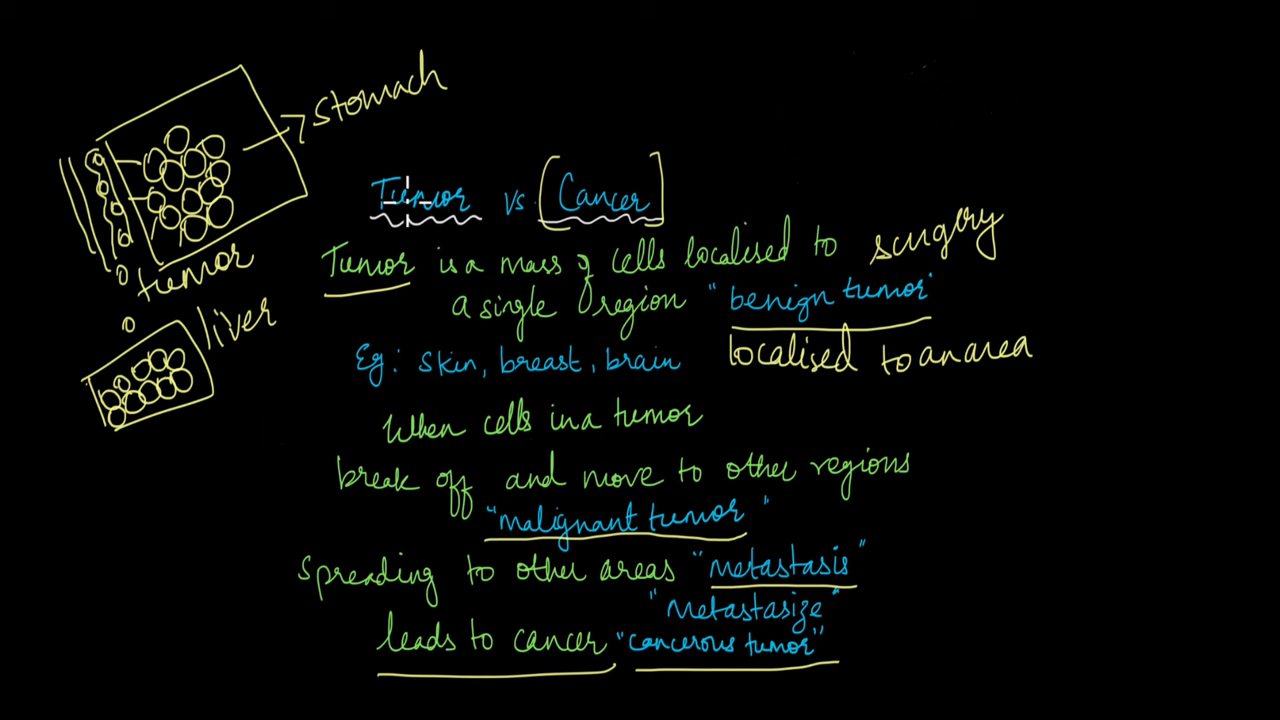 stomach
tumor
liver
Tumor vs [Cancer]
Tumor is a mass of cells localised to surgery
a single region "benign tumor"
Eg: skin, breast, brain localised to an area
When cells in a tumor
break off and move to other regions
"malignant tumor"
Spreading to other areas "metastasis"
"metastasize"
leads to cancer "cancerous tumor"